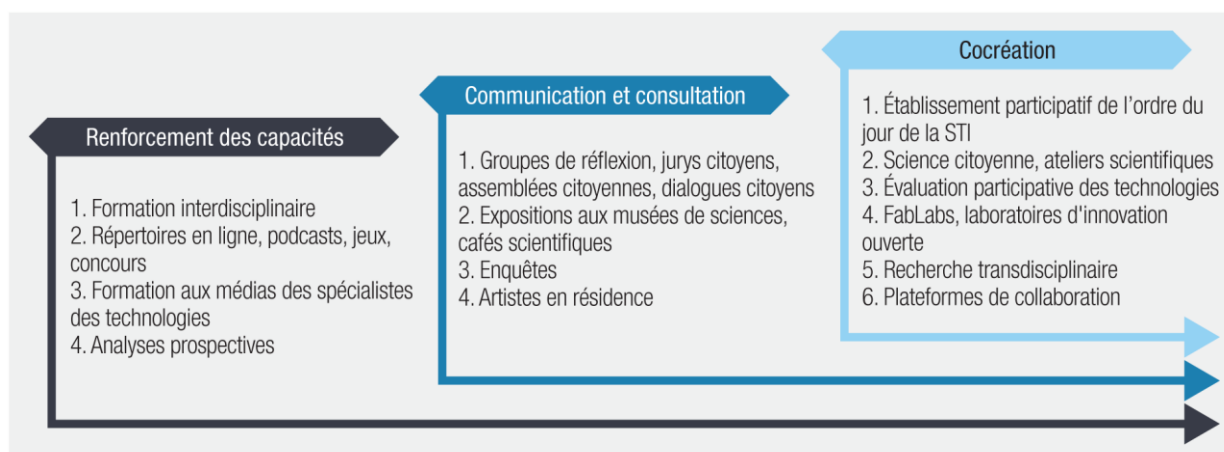 Renforcement des capacités
1. Formation interdisciplinaire
2. Répertoires en ligne, podcasts, jeux,
concours
3. Formation aux médias des spécialistes
des technologies
4. Analyses prospectives
Communication et consultation
1. Groupes de réflexion, jurys citoyens,
assemblées citoyennes, dialogues citoyens
2. Expositions aux musées de sciences,
cafés scientifiques
3. Enquêtes
4. Artistes en résidence
Cocréation
1. Établissement participatif de l’ordre du
jour de la STI
2. Science citoyenne, ateliers scientifiques
3. Évaluation participative des technologies
4. FabLabs, laboratoires d'innovation
ouverte
5. Recherche transdisciplinaire
6. Plateformes de collaboration